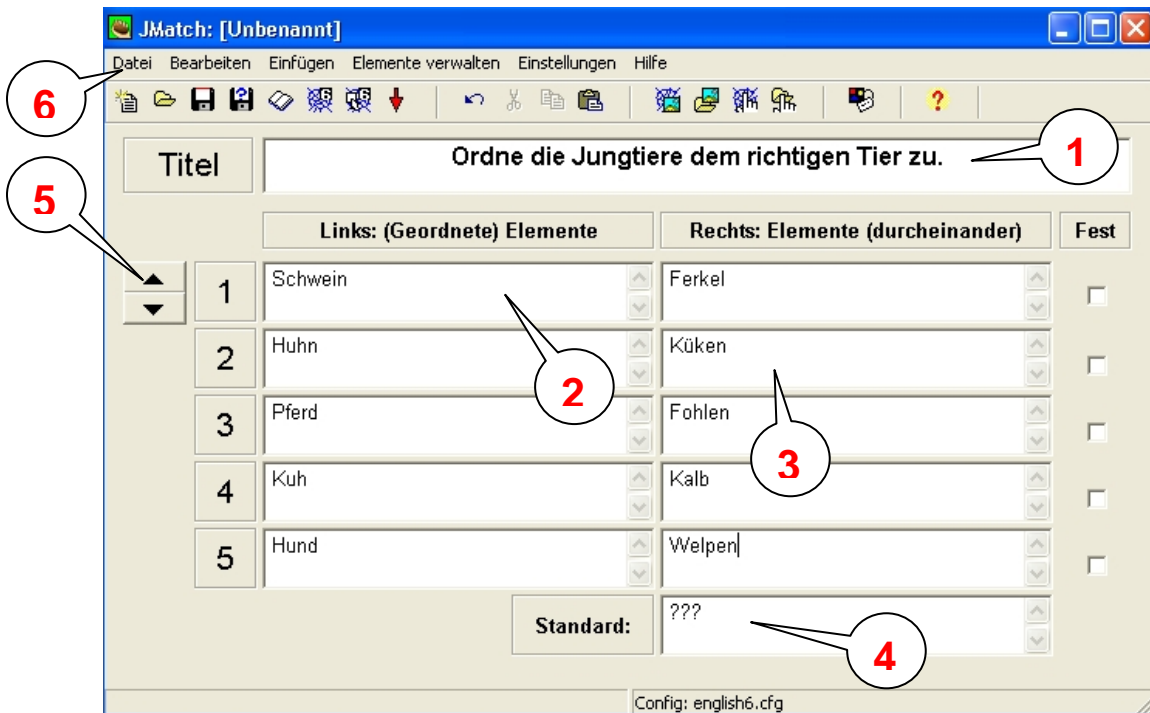 JMatch: [Unbenannt]
Datei Bearbeiten Einfügen Elemente verwalten Einstellungen Hilfe
6
?
Titel
Ordne die Jungtiere dem richtigen Tier zu.
1
5
Links: (Geordnete) Elemente
Rechts: Elemente (durcheinander)
Fest
1
Schwein
Ferkel
2
Huhn
Küken
2
3
Pferd
Fohlen
3
4
Kuh
Kalb
5
Hund
Welpen
Standard:
???
4
Config: english6.cfg